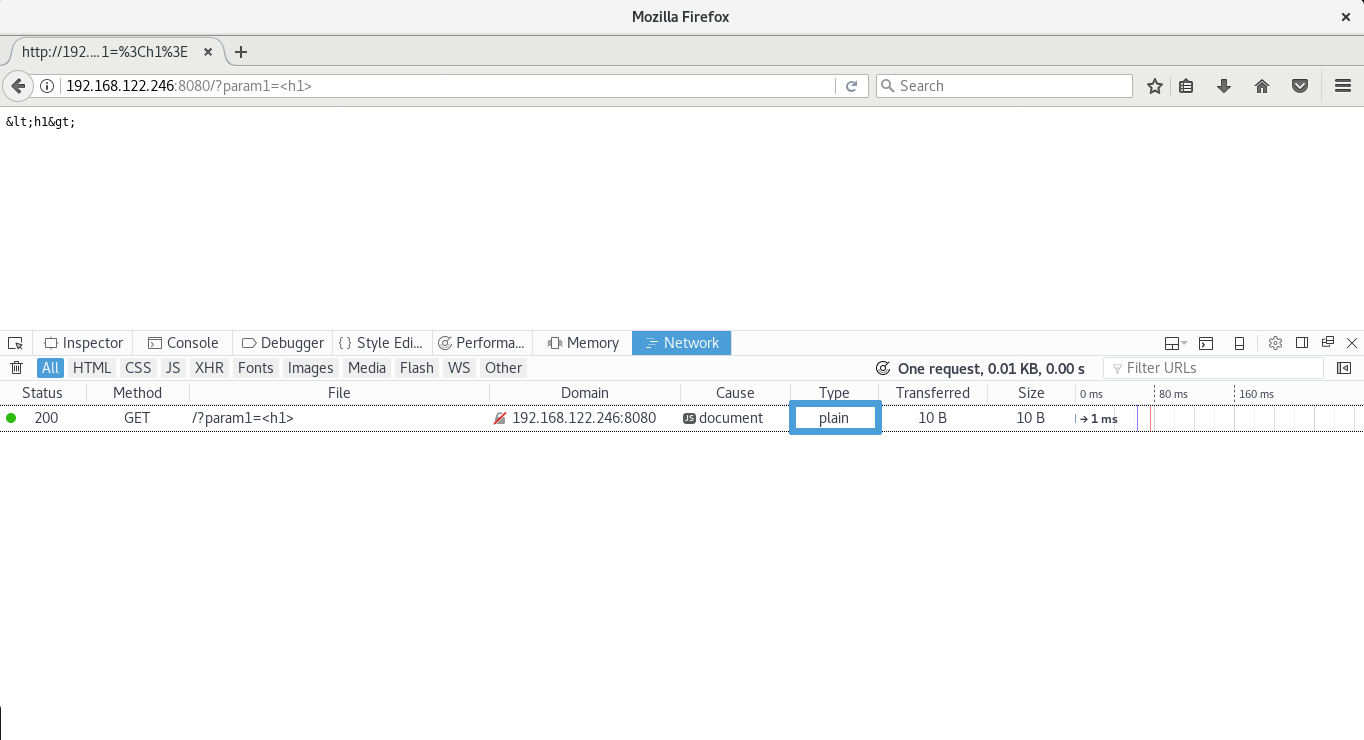 Mozilla Firefox
http://192.…1=%3Ch1%3E
192.168.122.246:8080/?param1=<h1> Search
&lt;h1&gt;
Inspector Console Debugger { } Style Edi… Performa… Memory Network
All HTML CSS JS XHR Fonts Images Media Flash WS Other One request, 0.01 KB, 0.00 s Filter URLs
Status Method File Domain Cause Type Transferred Size 0 ms 80 ms 160 ms
200 GET /?param1=<h1> 192.168.122.246:8080 JS document plain 10 B 10 B → 1 ms